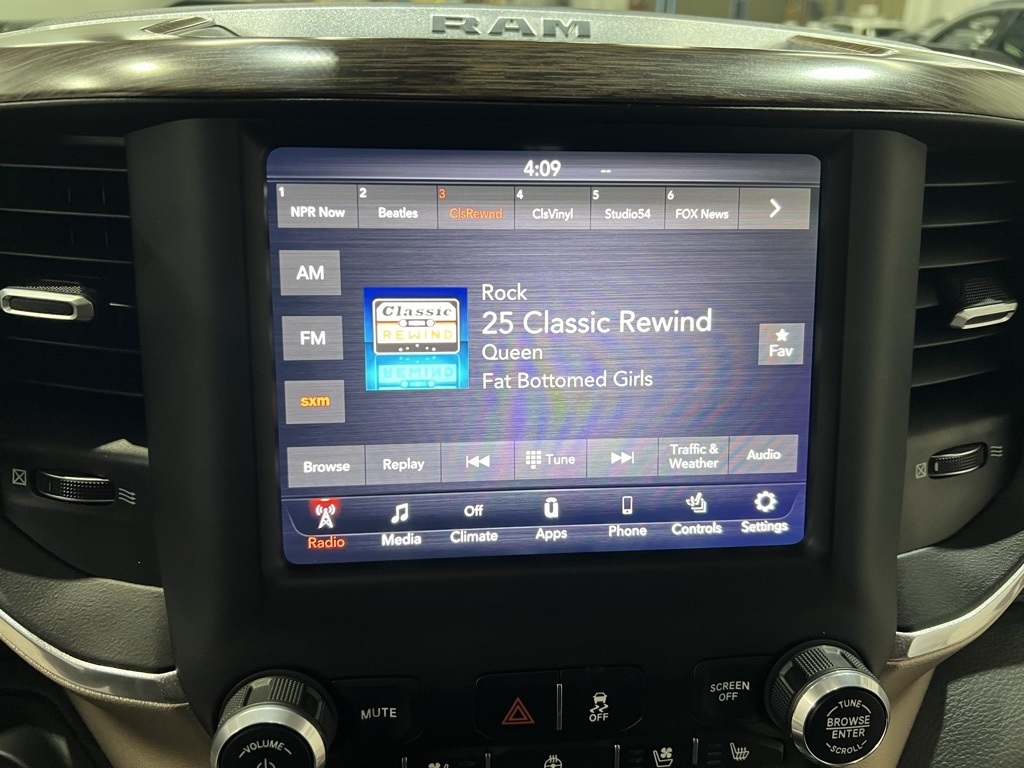 RAM
4:09 --
1 NPR Now
2 Beatles
3 ClsRewnd
4 ClsVinyl
5 Studio54
6 FOX News
AM
FM
sxm
Classic
REWIND
Rock
25 Classic Rewind
Queen
Fat Bottomed Girls
Fav
Browse
Replay
Tune
Traffic &
Weather
Audio
Radio
Media
Off
Climate
Apps
Phone
Controls
Settings
MUTE
OFF
SCREEN
OFF
VOLUME
TUNE
BROWSE
ENTER
SCROLL